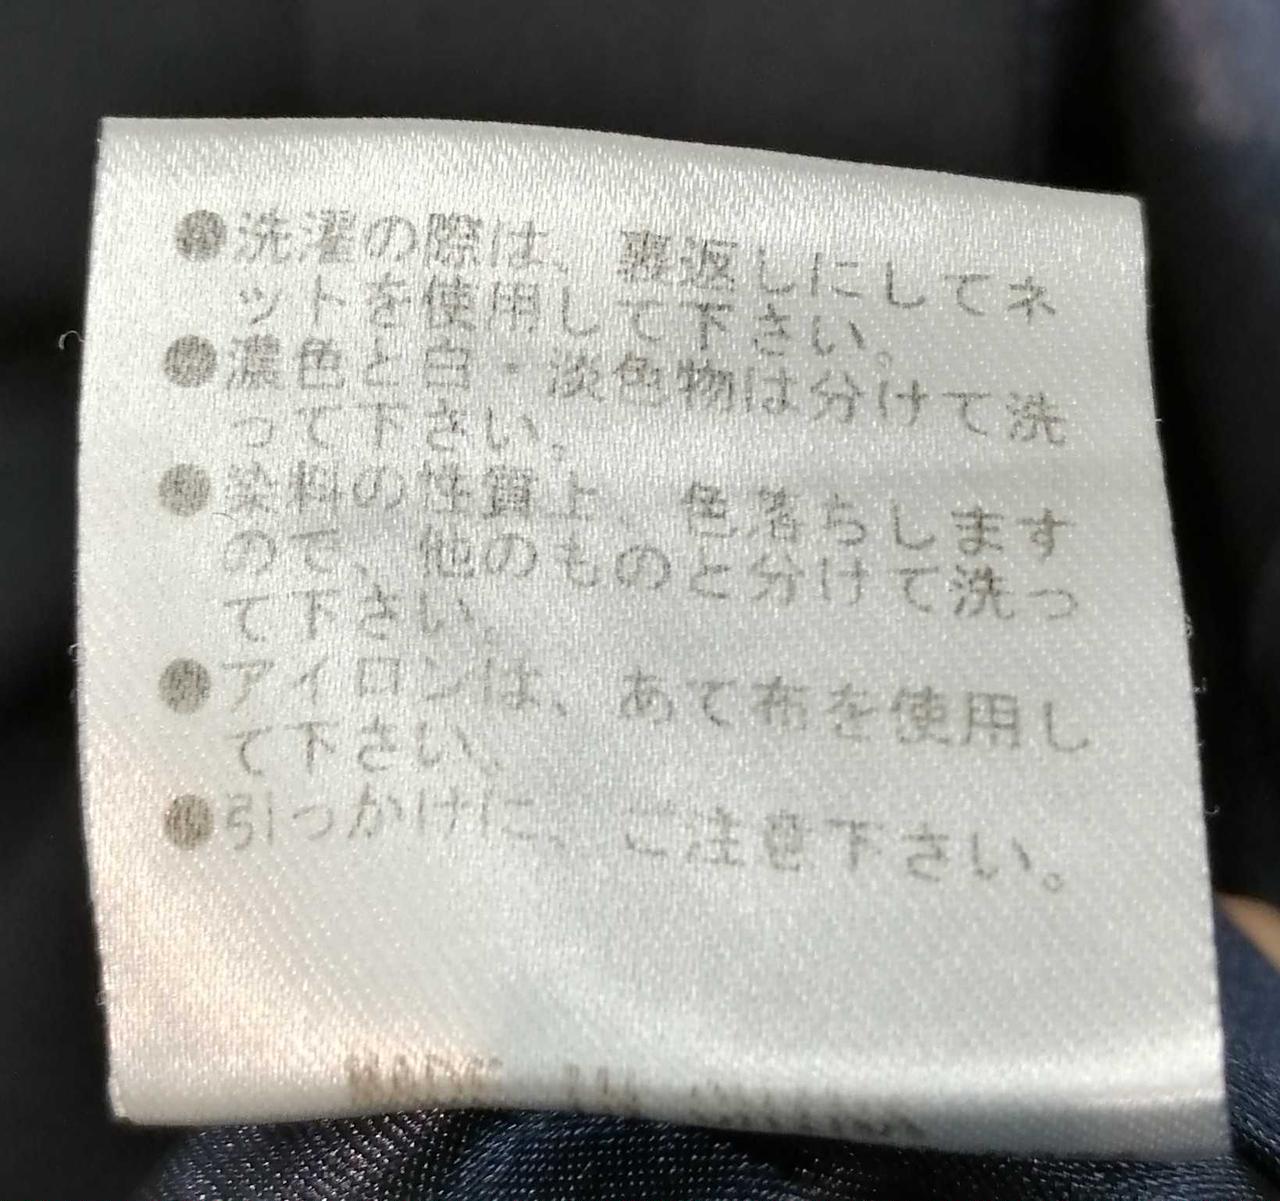 ●洗濯の際は、裏返しにしてネ
ットを使用して下さい。
●濃色と白・淡色物は分けて洗
って下さい。
●染料の性質上、色落ちします
ので、他のものと分けて洗っ
て下さい。
●アイロンは、あて布を使用し
て下さい。
●引っかけに、ご注意下さい。
MADE IN